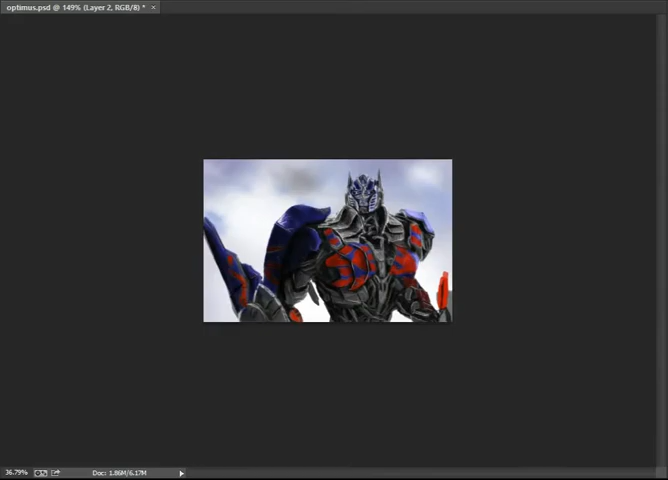 optimus.psd @ 149% (Layer 2, RGB/8) * ×
36.79% Doc: 1.86M/6.17M